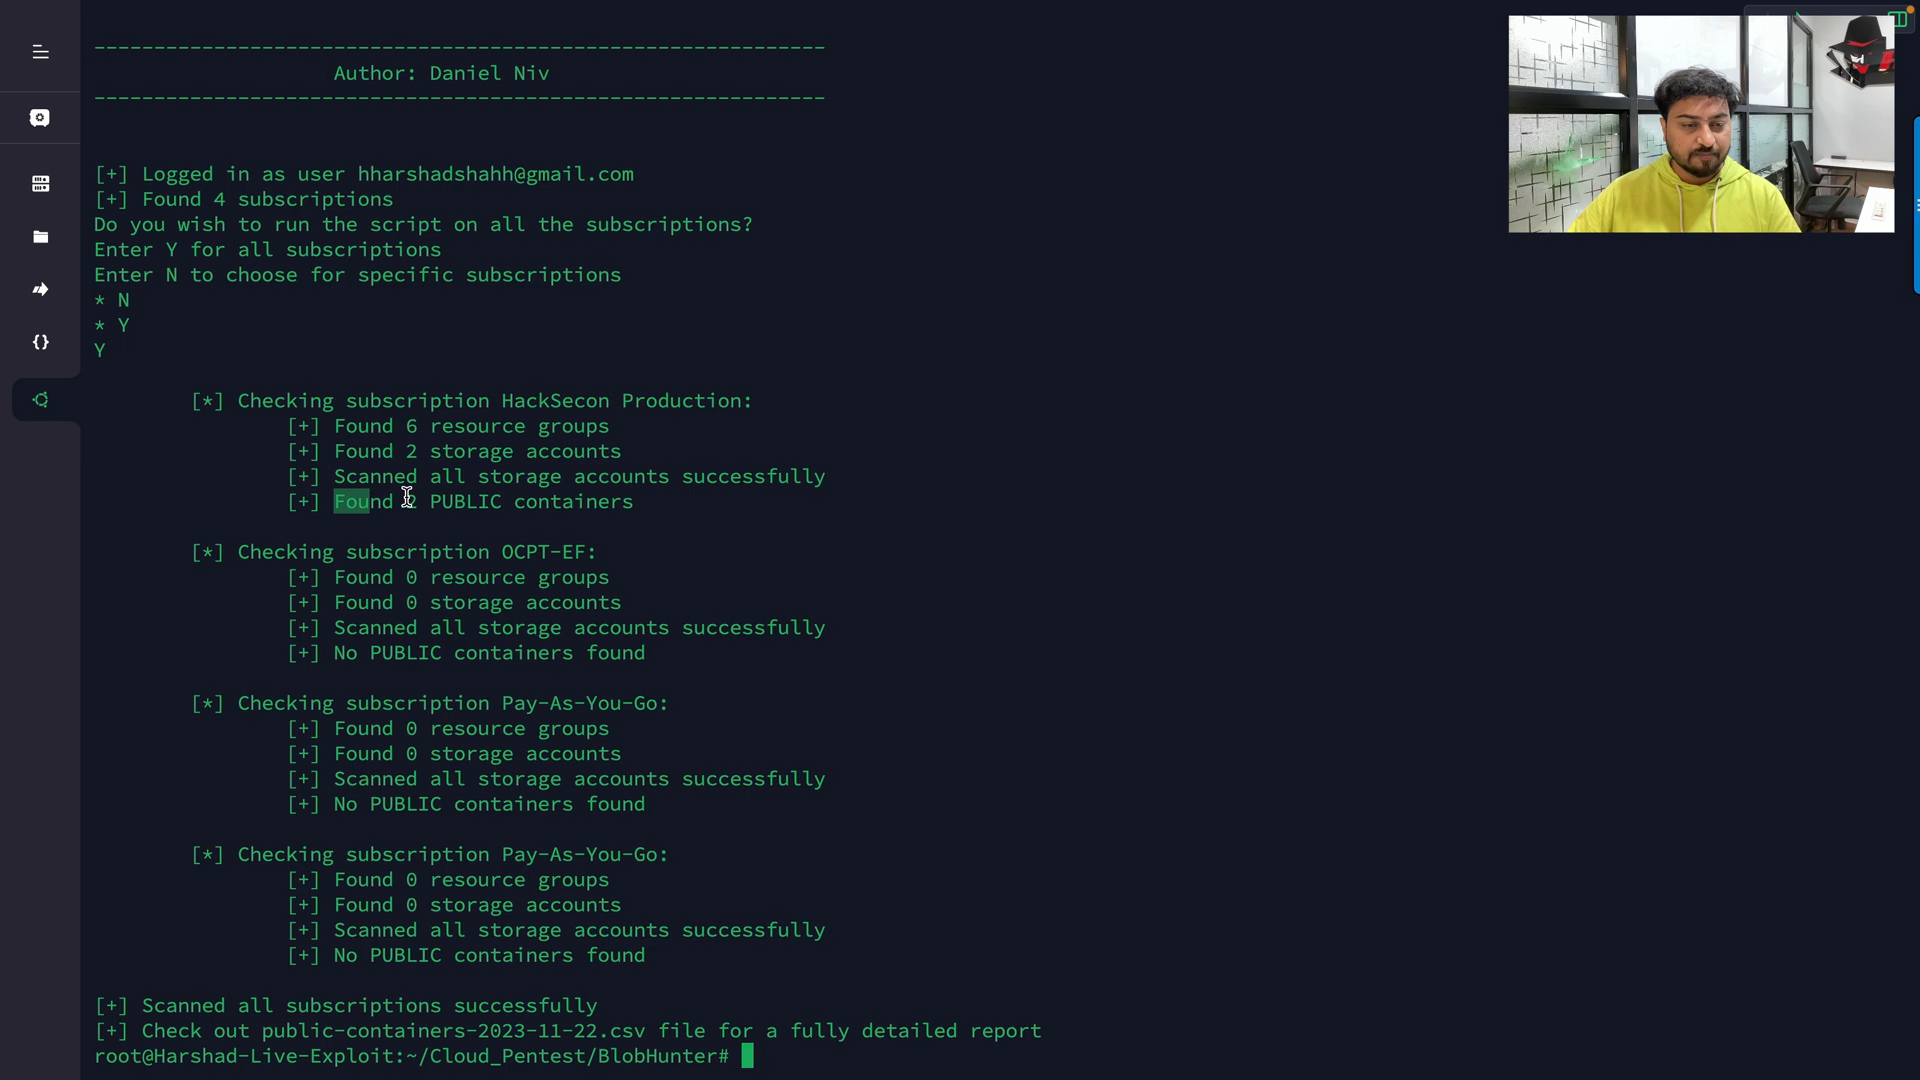 ------------------------------------------------------------
Author: Daniel Niv
------------------------------------------------------------
[+] Logged in as user hharshadshahh@gmail.com
[+] Found 4 subscriptions
Do you wish to run the script on all the subscriptions?
Enter Y for all subscriptions
Enter N to choose for specific subscriptions
* N
* Y
Y
[*] Checking subscription HackSecon Production:
[+] Found 6 resource groups
[+] Found 2 storage accounts
[+] Scanned all storage accounts successfully
[+] Found 2 PUBLIC containers
[*] Checking subscription OCPT-EF:
[+] Found 0 resource groups
[+] Found 0 storage accounts
[+] Scanned all storage accounts successfully
[+] No PUBLIC containers found
[*] Checking subscription Pay-As-You-Go:
[+] Found 0 resource groups
[+] Found 0 storage accounts
[+] Scanned all storage accounts successfully
[+] No PUBLIC containers found
[*] Checking subscription Pay-As-You-Go:
[+] Found 0 resource groups
[+] Found 0 storage accounts
[+] Scanned all storage accounts successfully
[+] No PUBLIC containers found
[+] Scanned all subscriptions successfully
[+] Check out public-containers-2023-11-22.csv file for a fully detailed report
root@Harshad-Live-Exploit:~/Cloud_Pentest/BlobHunter#